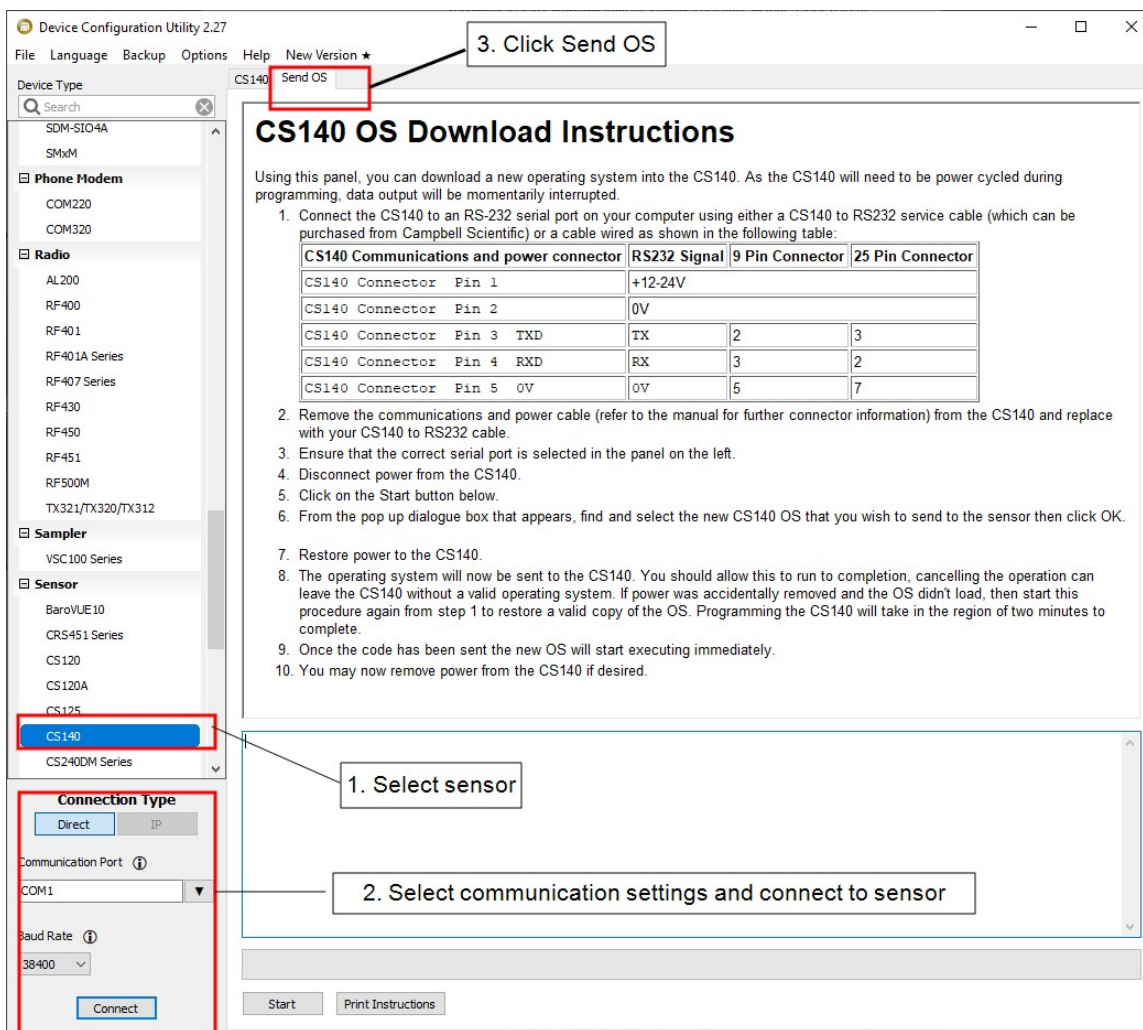 Device Configuration Utility 2.27
File Language Backup Options Help New Version ★
3. Click Send OS
Device Type
Search
SDM-SIO4A
SMxM
Phone Modem
COM220
COM320
Radio
AL200
RF400
RF401
RF401A Series
RF407 Series
RF430
RF450
RF451
RF500M
TX321/TX320/TX312
Sampler
VSC100 Series
Sensor
BaroVUE10
CRS451 Series
CS120
CS120A
CS125
CS140
CS240DM Series
Connection Type
Direct IP
Communication Port
COM1
Baud Rate
38400
Connect
CS140 Send OS
CS140 OS Download Instructions
Using this panel, you can download a new operating system into the CS140. As the CS140 will need to be power cycled during
programming, data output will be momentarily interrupted.
1. Connect the CS140 to an RS-232 serial port on your computer using either a CS140 to RS232 service cable (which can be
purchased from Campbell Scientific) or a cable wired as shown in the following table:
CS140 Communications and power connector RS232 Signal 9 Pin Connector 25 Pin Connector
CS140 Connector Pin 1 +12-24V
CS140 Connector Pin 2 0V
CS140 Connector Pin 3 TXD TX 2 3
CS140 Connector Pin 4 RXD RX 3 2
CS140 Connector Pin 5 0V 0V 5 7
2. Remove the communications and power cable (refer to the manual for further connector information) from the CS140 and replace
with your CS140 to RS232 cable.
3. Ensure that the correct serial port is selected in the panel on the left.
4. Disconnect power from the CS140.
5. Click on the Start button below.
6. From the pop up dialogue box that appears, find and select the new CS140 OS that you wish to send to the sensor then click OK.
7. Restore power to the CS140.
8. The operating system will now be sent to the CS140. You should allow this to run to completion, cancelling the operation can
leave the CS140 without a valid operating system. If power was accidentally removed and the OS didn't load, then start this
procedure again from step 1 to restore a valid copy of the OS. Programming the CS140 will take in the region of two minutes to
complete.
9. Once the code has been sent the new OS will start executing immediately.
10. You may now remove power from the CS140 if desired.
1. Select sensor
2. Select communication settings and connect to sensor
Start Print Instructions